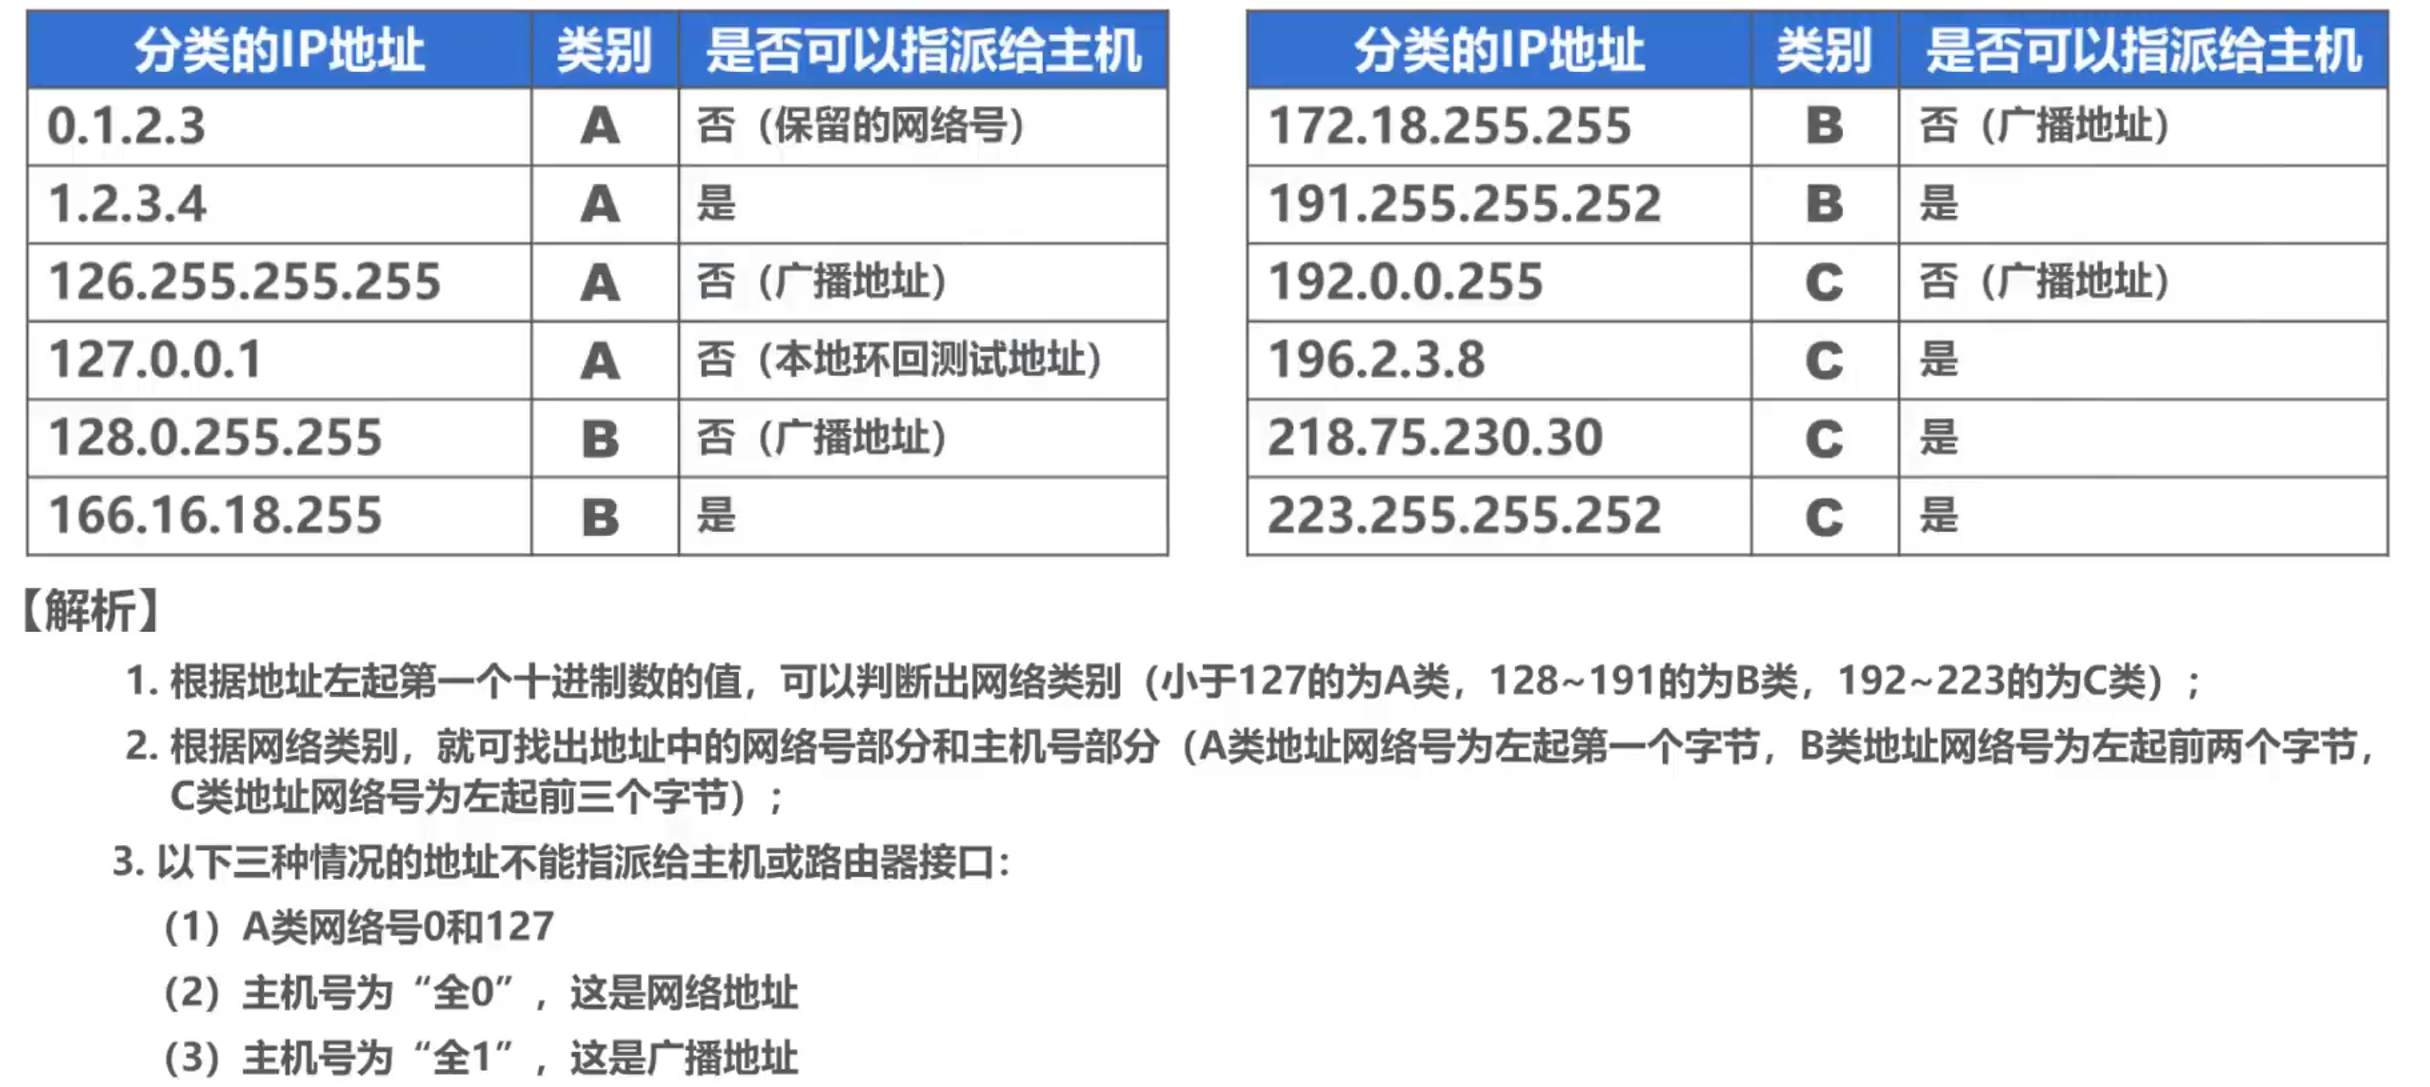 分类的IP地址 类别 是否可以指派给主机
0.1.2.3 A 否（保留的网络号）
1.2.3.4 A 是
126.255.255.255 A 否（广播地址）
127.0.0.1 A 否（本地环回测试地址）
128.0.255.255 B 否（广播地址）
166.16.18.255 B 是
分类的IP地址 类别 是否可以指派给主机
172.18.255.255 B 否（广播地址）
191.255.255.252 B 是
192.0.0.255 C 否（广播地址）
196.2.3.8 C 是
218.75.230.30 C 是
223.255.255.252 C 是
【解析】
1. 根据地址左起第一个十进制数的值，可以判断出网络类别（小于127的为A类，128~191的为B类，192~223的为C类）；
2. 根据网络类别，就可找出地址中的网络号部分和主机号部分（A类地址网络号为左起第一个字节，B类地址网络号为左起前两个字节，
C类地址网络号为左起前三个字节）；
3. 以下三种情况的地址不能指派给主机或路由器接口：
（1）A类网络号0和127
（2）主机号为“全0”，这是网络地址
（3）主机号为“全1”，这是广播地址